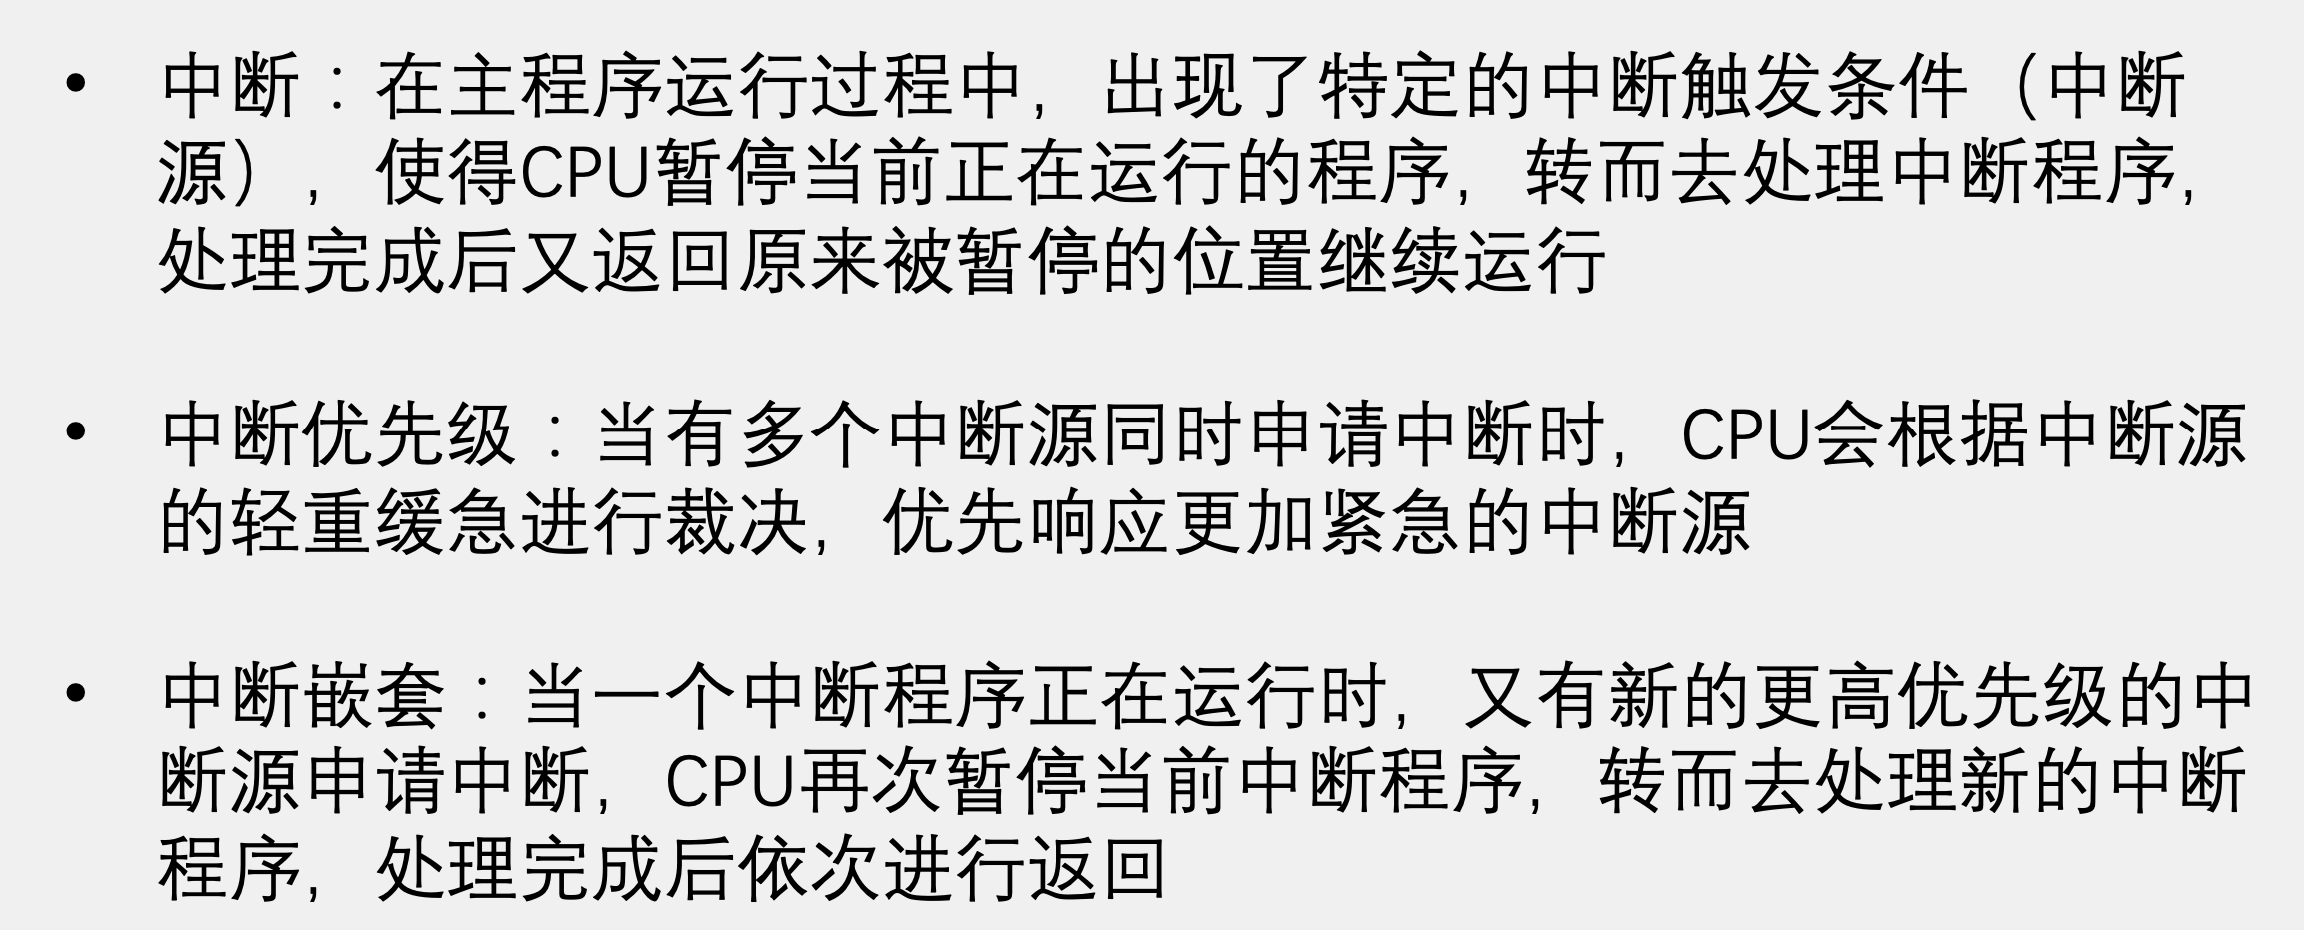 • 中断：在主程序运行过程中，出现了特定的中断触发条件（中断
源），使得CPU暂停当前正在运行的程序，转而去处理中断程序，
处理完成后又返回原来被暂停的位置继续运行
• 中断优先级：当有多个中断源同时申请中断时，CPU会根据中断源
的轻重缓急进行裁决，优先响应更加紧急的中断源
• 中断嵌套：当一个中断程序正在运行时，又有新的更高优先级的中
断源申请中断，CPU再次暂停当前中断程序，转而去处理新的中断
程序，处理完成后依次进行返回